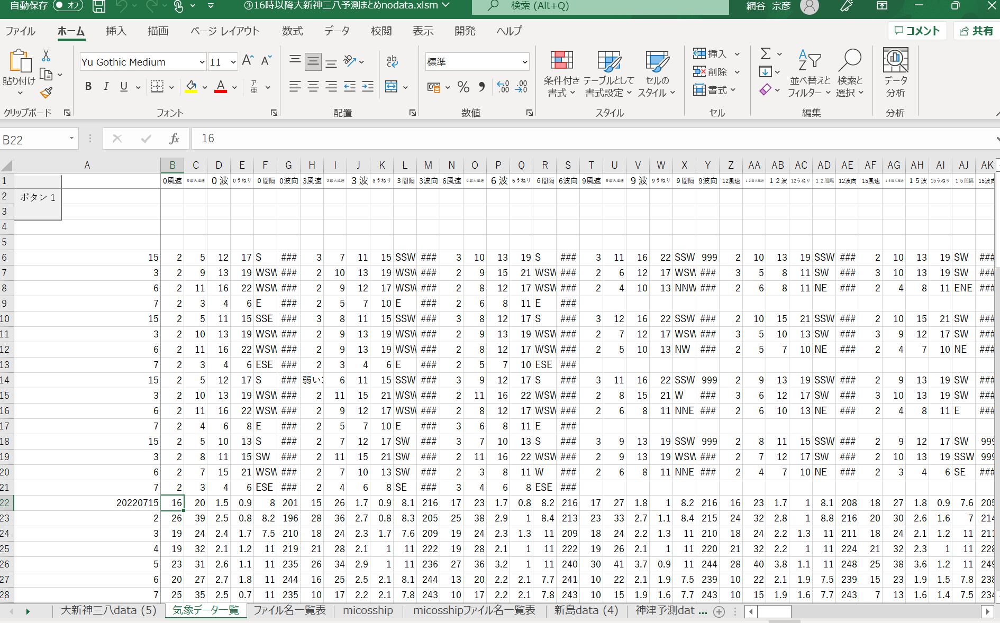 自動保存 オフ ③16時以降大新神三八予測まとめnodata.xlsm 検索 (Alt+Q) 網谷 宗彦
ファイル ホーム 挿入 描画 ページ レイアウト 数式 データ 校閲 表示 開発 ヘルプ コメント 共有
貼り付け Yu Gothic Medium 11 標準 条件付き書式 テーブルとして書式設定 セルのスタイル 挿入 削除 書式 並べ替えとフィルター 検索と選択 データ分析
クリップボード フォント 配置 数値 スタイル セル 編集 分析
B22 fx 16
A B C D E F G H I J K L M N O P Q R S T U V W X Y Z AA AB AC AD AE AF AG AH AI AJ AK
1 0風速 0最大風速 0波 0うねり 0間隔 0波向 3風速 3最大風速 3波 3うねり 3間隔 3波向 6風速 6最大風速 6波 6うねり 6間隔 6波向 9風速 9最大風速 9波 9うねり 9間隔 9波向 12風速 12最大風速 12波 12うねり 12間隔 12波向 15風速 15最大風速 15波 15うねり 15間隔 15波向
2 ボタン 1
3
4
5
6 15 2 5 12 17 S ### 3 7 11 15 SSW ### 3 10 13 19 S ### 3 11 16 22 SSW 999 2 10 13 19 SSW ### 2 10 13 19 SW ###
7 3 2 9 13 19 WSW ### 2 10 13 19 WSW ### 2 9 15 21 WSW ### 2 6 12 17 WSW ### 3 5 8 11 SW ### 3 10 13 19 SW ###
8 6 2 11 16 22 WSW ### 2 9 12 17 WSW ### 2 8 12 17 WSW ### 2 4 10 13 NNW ### 2 6 8 11 NE ### 2 4 8 11 ENE ###
9 7 2 3 4 6 E ### 2 5 7 10 E ### 2 6 8 11 E ###
10 15 2 5 11 15 SSE ### 3 8 11 15 SSW ### 3 8 12 17 S ### 3 12 16 22 SSW ### 2 10 15 21 SSW ### 2 10 15 21 SW ###
11 3 2 10 13 19 WSW ### 2 9 13 19 WSW ### 2 9 13 19 WSW ### 2 7 12 17 WSW ### 3 5 10 13 SW ### 3 9 12 17 SW ###
12 6 2 11 16 22 WSW ### 2 9 13 19 WSW ### 2 8 12 17 WSW ### 2 5 10 13 NW ### 2 5 7 10 NE ### 2 4 7 10 NE ###
13 7 2 3 4 6 ESE ### 2 3 4 6 E ### 2 5 7 10 ESE ###
14 15 2 5 12 17 S ### 弱い3 6 11 15 SSW ### 3 9 12 17 S ### 3 11 16 22 SSW 999 2 9 13 19 SSW ### 2 9 13 19 SW ###
15 3 2 10 13 19 WSW ### 2 11 15 21 WSW ### 2 11 16 22 WSW ### 2 8 15 21 W ### 3 6 12 17 SW ### 3 10 13 19 SW ###
16 6 2 11 16 22 WSW ### 2 9 12 17 WSW ### 2 8 12 17 WSW ### 2 6 8 11 NNE ### 2 6 10 13 NE ### 2 4 8 11 E ###
17 7 2 4 6 8 E ### 2 5 7 10 E ### 3 6 8 11 E ###
18 15 2 5 10 13 S ### 2 7 12 17 SW ### 3 7 10 13 S ### 3 9 13 19 SSW 999 2 8 11 15 SSW ### 2 9 12 17 SW 999
19 3 2 8 11 15 SW ### 2 11 15 21 SW ### 2 11 16 22 WSW ### 2 9 13 19 WSW ### 2 7 12 17 SW ### 2 10 13 19 SSW 999
20 6 2 7 15 21 WSW ### 2 7 10 13 SW ### 2 3 8 11 W ### 2 6 8 11 NNE ### 2 4 7 10 NE ### 2 3 4 6 SE ###
21 7 2 3 4 6 ESE ### 2 4 6 8 SE ### 3 4 6 8 ESE ###
22 20220715 16 20 1.5 0.9 8 201 15 26 1.7 0.9 8.1 216 17 23 1.7 0.8 8.2 216 17 27 1.8 1 8.2 216 16 23 1.7 1 8.1 208 18 27 1.8 0.9 7.6 205
23 2 26 39 2.5 0.8 8.2 196 28 36 2.7 0.8 8.3 205 25 38 2.9 1 8.4 213 23 33 2.7 1.1 8.4 215 24 32 2.8 1 8.8 216 20 30 2.6 1.6 7 214
24 3 19 24 2.4 1.7 7.5 210 18 24 2.3 1.7 7.6 209 19 24 2.3 1.3 11 209 18 24 2.2 1.3 11 210 18 24 2.2 1.3 11 211 18 24 2.1 1.2 11 211
25 4 19 32 2.1 1.2 11 219 21 28 2.1 1 11 222 19 28 2.1 1 11 222 19 26 2.1 1 11 220 21 32 2.2 1 11 224 21 32 2.3 1 11 228
26 5 23 31 2.6 1.1 11 235 26 34 2.9 1 11 236 27 36 3.2 1 11 240 30 41 3.7 0.9 11 244 28 40 3.8 1.1 11 248 25 38 3.6 1.2 11 249
27 6 20 27 2.7 1.8 11 244 16 25 2.5 2.1 8.1 244 13 20 2.2 2.1 7.7 241 10 22 2.1 1.9 7.5 239 10 22 2.1 1.9 7.5 239 15 23 1.9 1.5 7.8 238
28 7 25 35 2.5 0.7 11 235 10 17 2.2 2.1 7.8 243 10 17 2.2 2.1 7.8 243 10 15 1.9 1.6 7.7 243 10 15 1.9 1.6 7.7 243 7 13 1.6 1.4 7.5 234
大新神三八data (5) 気象データ一覧 ファイル名一覧表 micosship micosshipファイル名一覧表 新島data (4) 神津予測dat ...